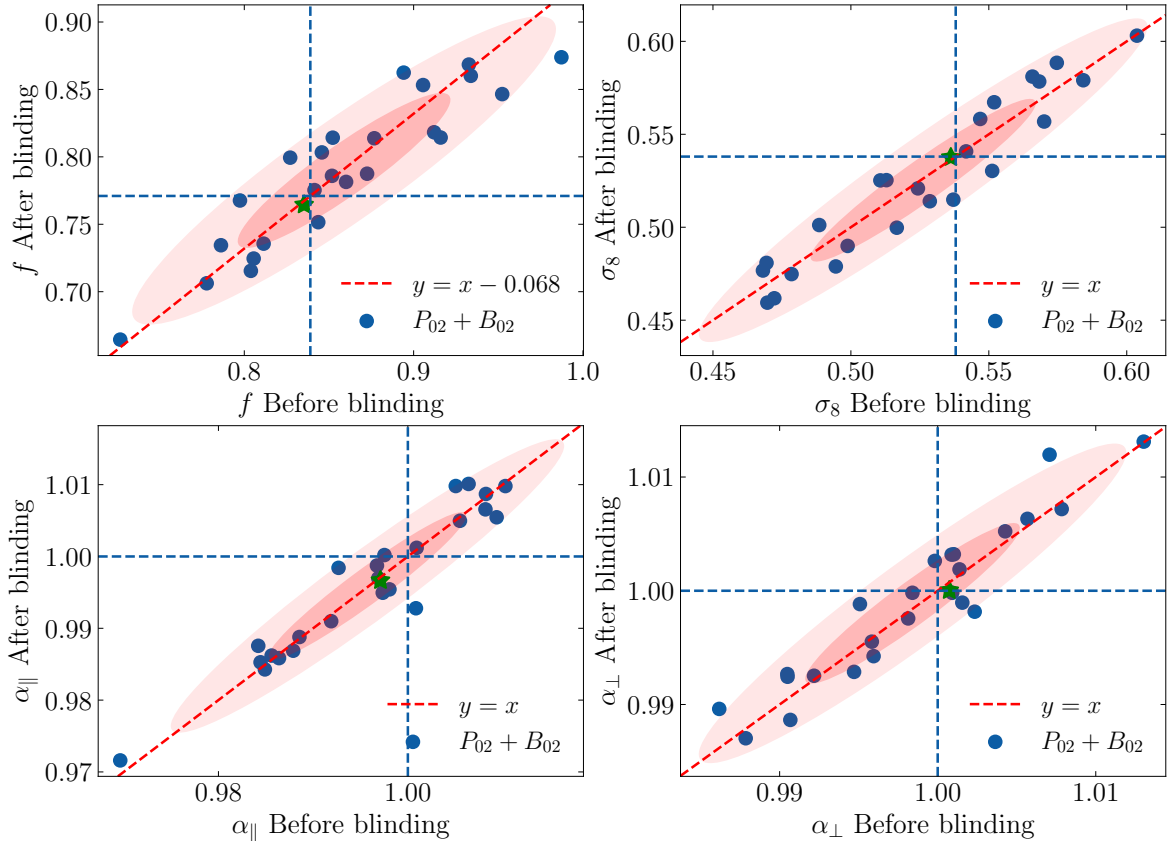 0.90
0.85
0.80
0.75
0.70
f After blinding
y = x − 0.068
P₀₂ + B₀₂
0.8
0.9
1.0
f Before blinding
0.60
0.55
0.50
0.45
σ₈ After blinding
y = x
P₀₂ + B₀₂
0.45
0.50
0.55
0.60
σ₈ Before blinding
1.01
1.00
0.99
0.98
0.97
α∥ After blinding
y = x
P₀₂ + B₀₂
0.98
1.00
α∥ Before blinding
1.01
1.00
0.99
α⊥ After blinding
y = x
P₀₂ + B₀₂
0.99
1.00
1.01
α⊥ Before blinding